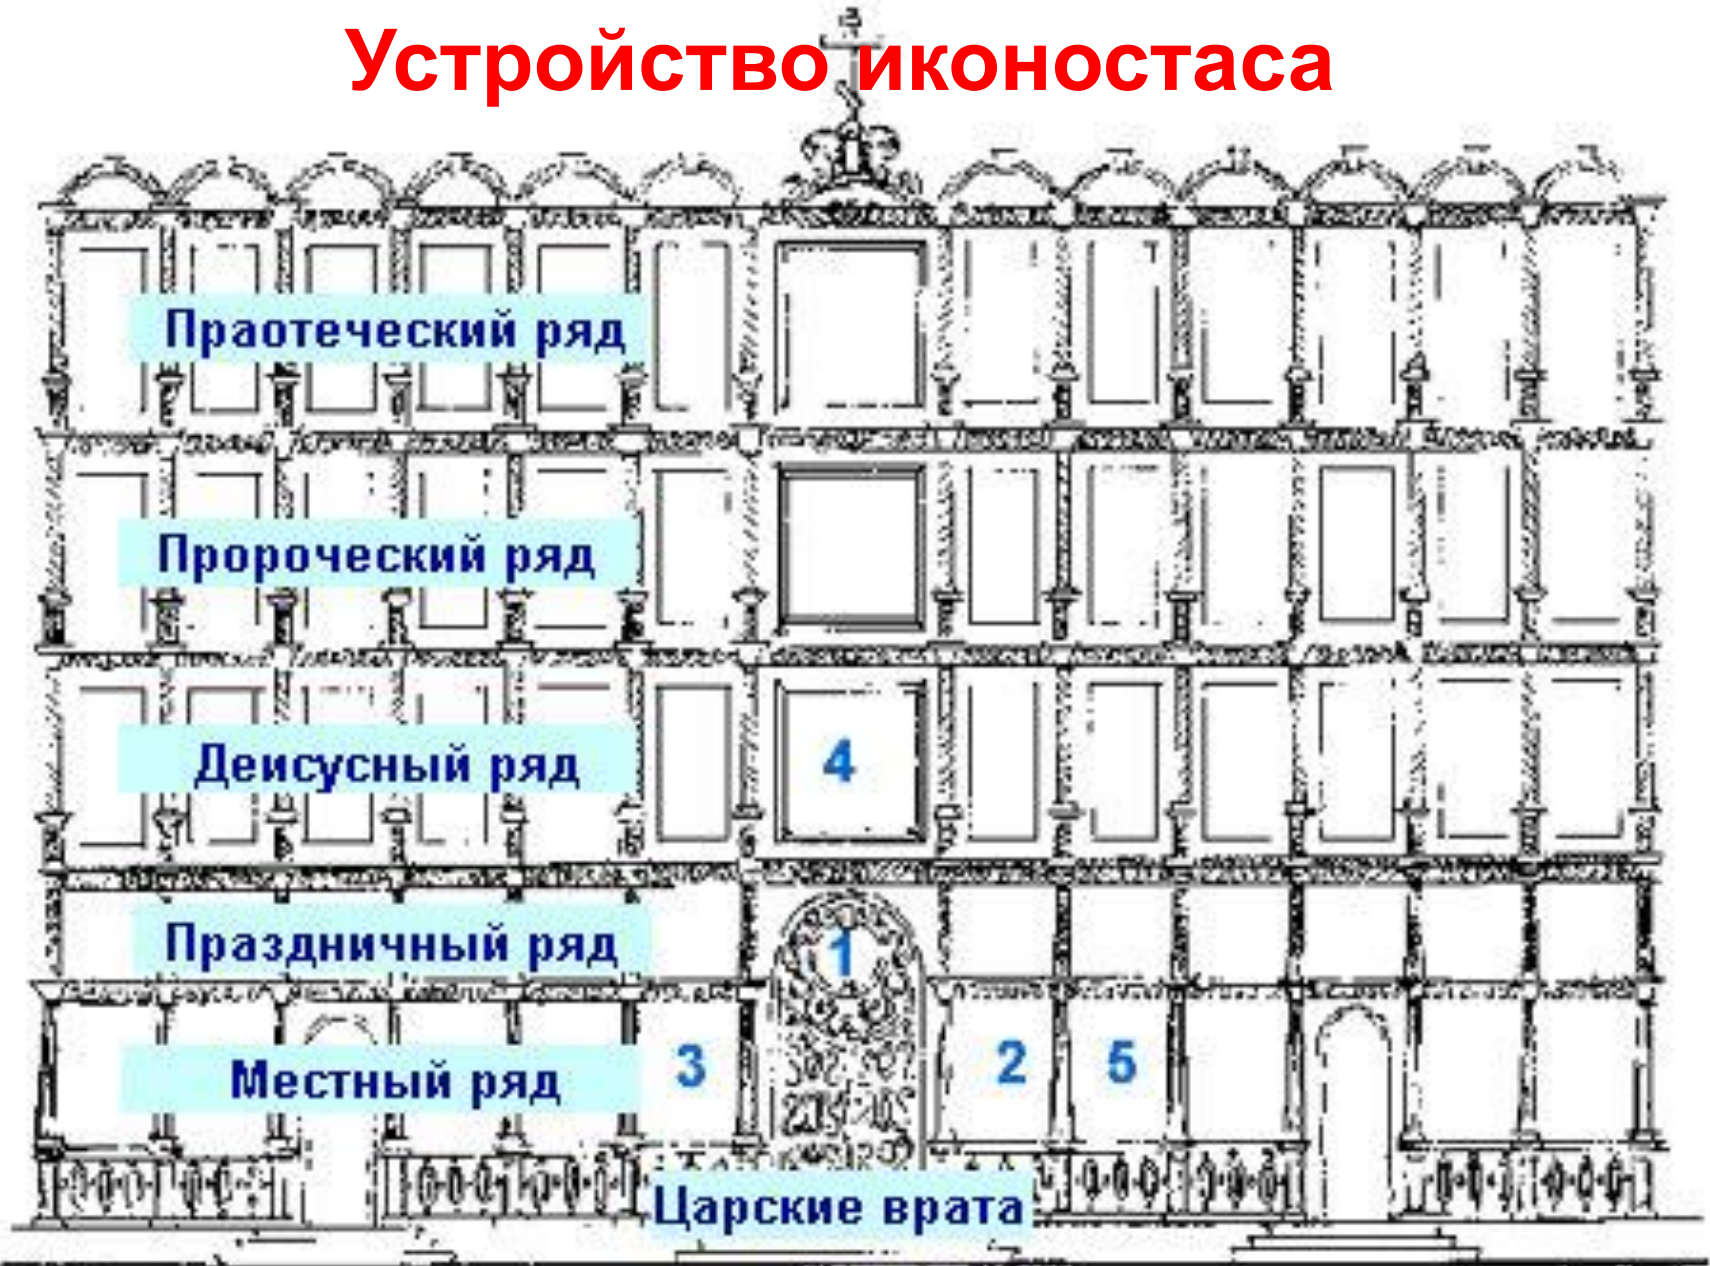 Устройство иконостаса
Праотеческий ряд
Пророческий ряд
Деисусный ряд
4
Праздничный ряд
1
Местный ряд
3
2
5
Царские врата